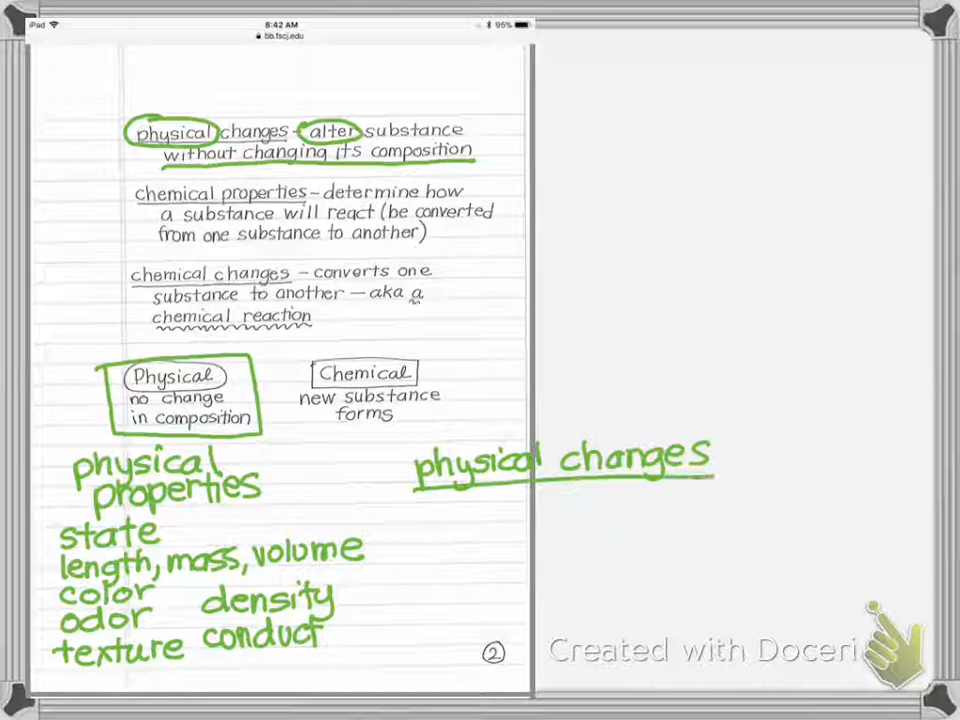 iPad 8:42 AM 95%
bb.fscj.edu
physical changes - alter substance
without changing its composition
chemical properties - determine how
a substance will react (be converted
from one substance to another)
chemical changes - converts one
substance to another - aka a
chemical reaction
Physical
no change
in composition
Chemical
new substance
forms
physical
properties
state
length, mass, volume
color
odor
texture
density
conduct
physical changes
2
Created with Doceri